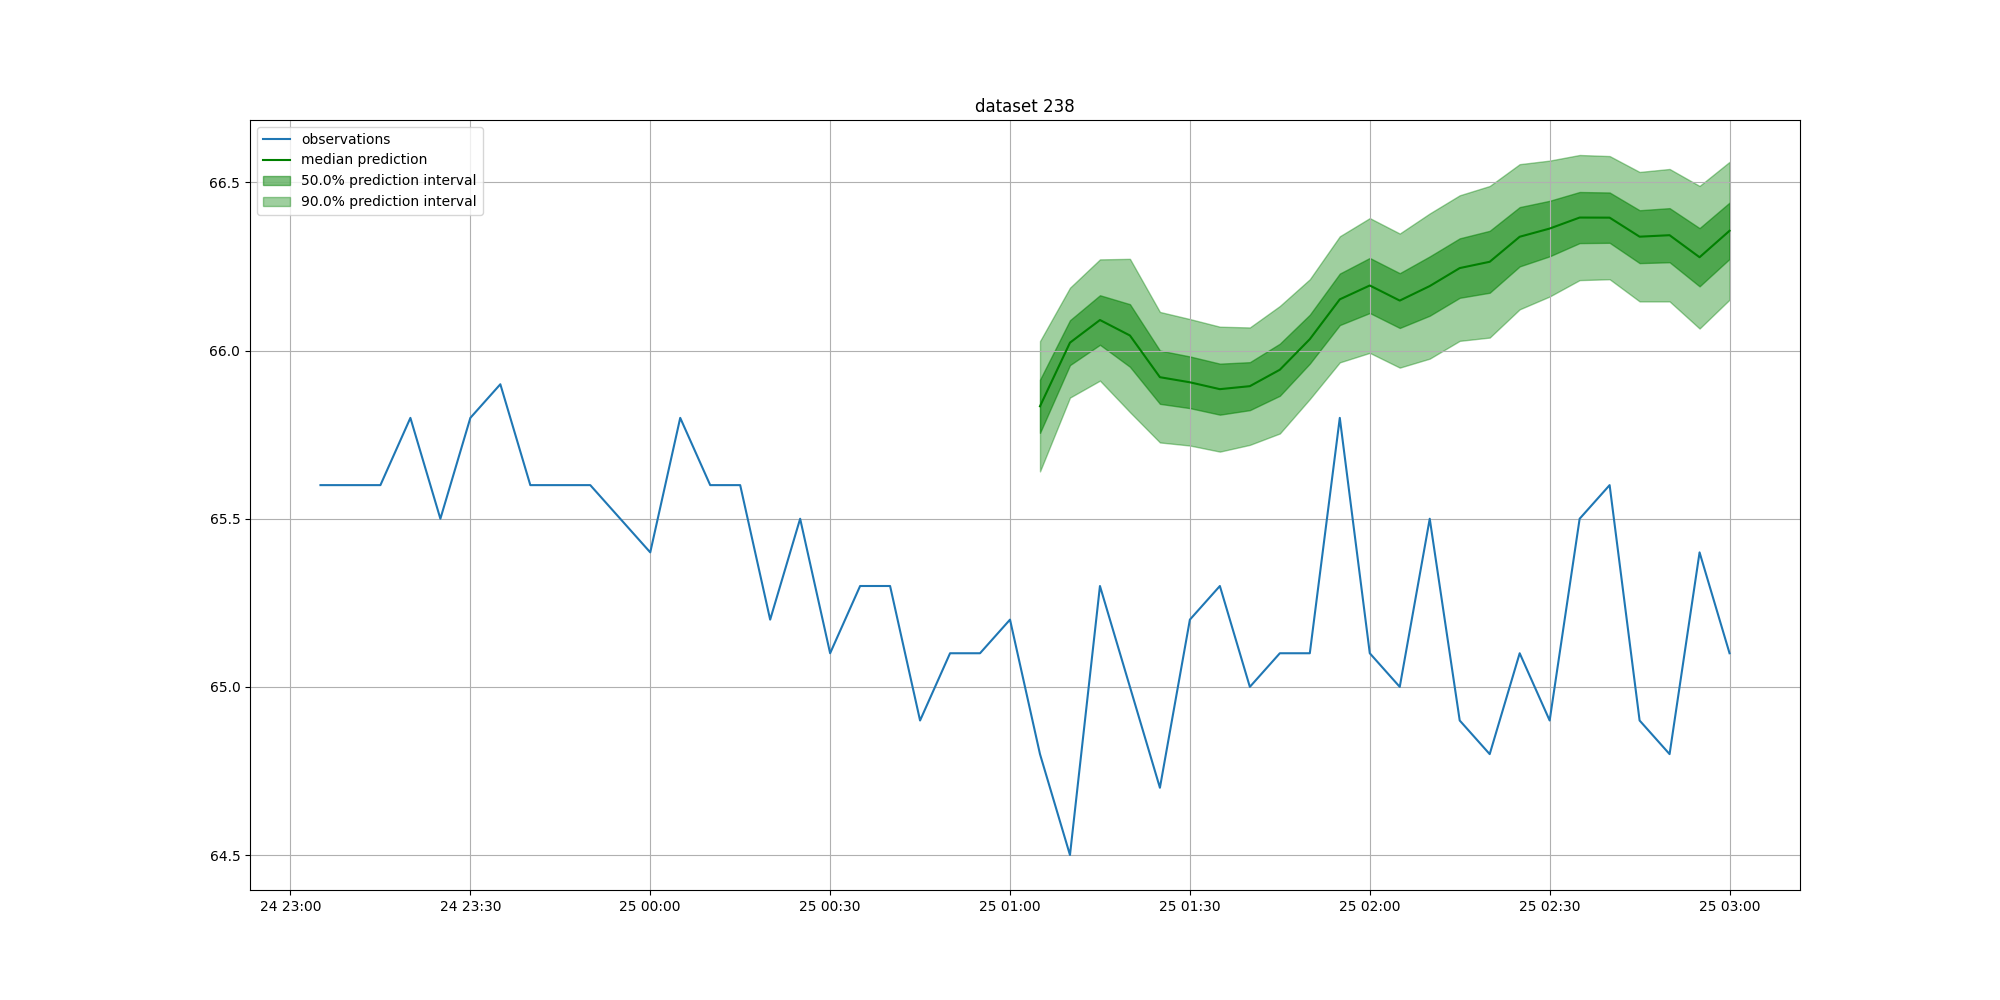 dataset 238
observations
median prediction
50.0% prediction interval
90.0% prediction interval
66.5
66.0
65.5
65.0
64.5
24 23:00
24 23:30
25 00:00
25 00:30
25 01:00
25 01:30
25 02:00
25 02:30
25 03:00